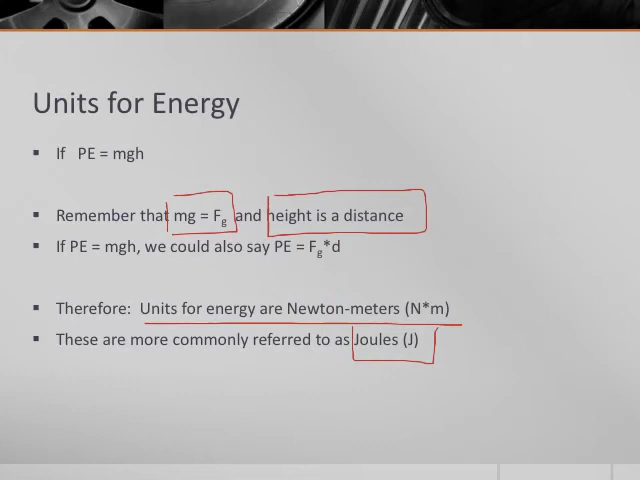 Units for Energy
▪ If PE = mgh
▪ Remember that mg = Fg and height is a distance
▪ If PE = mgh, we could also say PE = Fg*d
▪ Therefore: Units for energy are Newton-meters (N*m)
▪ These are more commonly referred to as Joules (J)